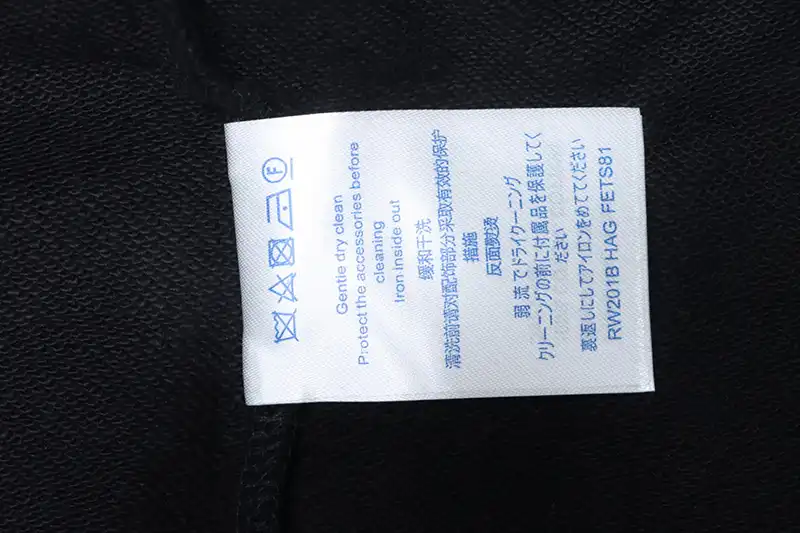 F
Gentle dry clean
Protect the accessories before
cleaning
Iron inside out
缓和干洗
清洗前请对配饰部分采取有效的保护
措施
反面熨烫
弱流でドライクーニング
クリーニングの前に付属品を保護してく
ださい
裏返しにしてアイロンをめててください
RW201B HAG FETS81